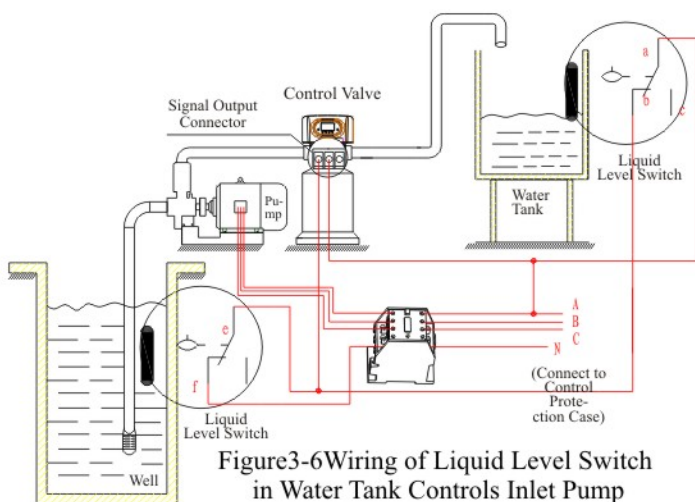 Signal Output
Connector
Control Valve
a
b
c
Liquid
Level Switch
Pu-
mp
Water
Tank
A
B
C
N
(Connect to
Control
Prote-
ction Case)
e
f
Liquid
Level Switch
Well
Figure3-6Wiring of Liquid Level Switch
in Water Tank Controls Inlet Pump